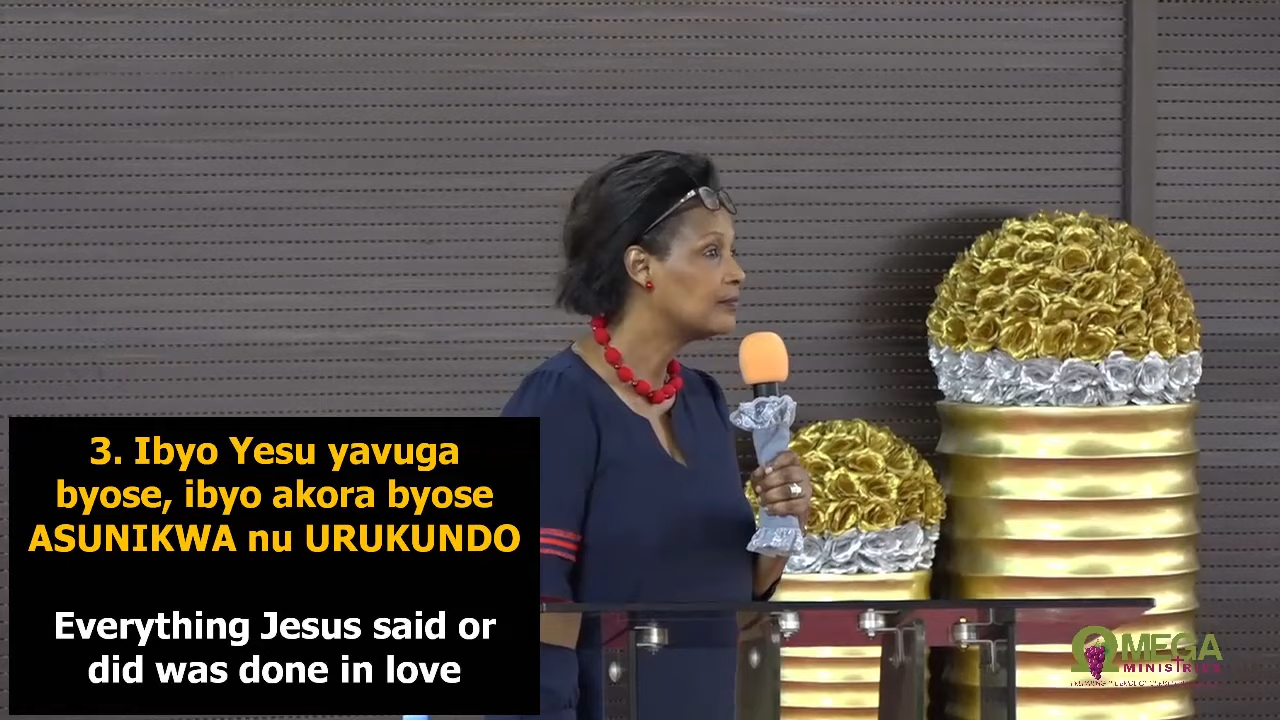 3. Ibyo Yesu yavuga
byose, ibyo akora byose
ASUNIKWA nu URUKUNDO
Everything Jesus said or
did was done in love
ΩMEGA
MINISTRIES